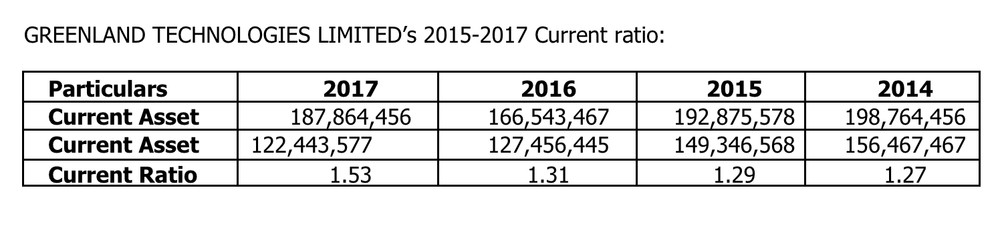 GREENLAND TECHNOLOGIES LIMITED’s 2015-2017 Current ratio:
Particulars 2017 2016 2015 2014
Current Asset 187,864,456 166,543,467 192,875,578 198,764,456
Current Asset 122,443,577 127,456,445 149,346,568 156,467,467
Current Ratio 1.53 1.31 1.29 1.27